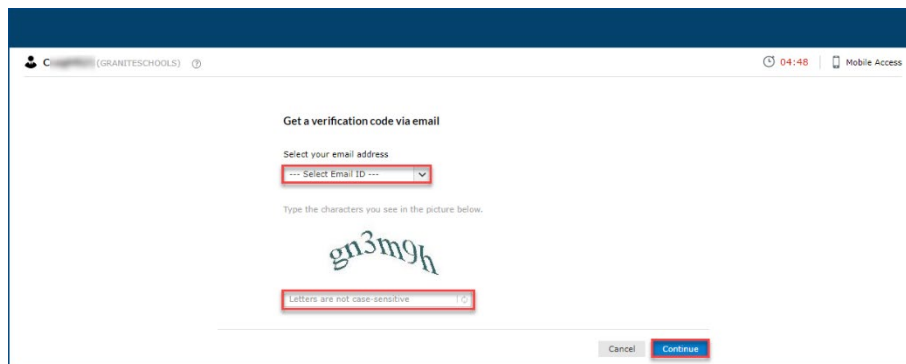 (GRANITESCHOOLS)
04:48
Mobile Access
Get a verification code via email
Select your email address
--- Select Email ID ---
Type the characters you see in the picture below.
gn3m9h
Letters are not case-sensitive
Cancel
Continue